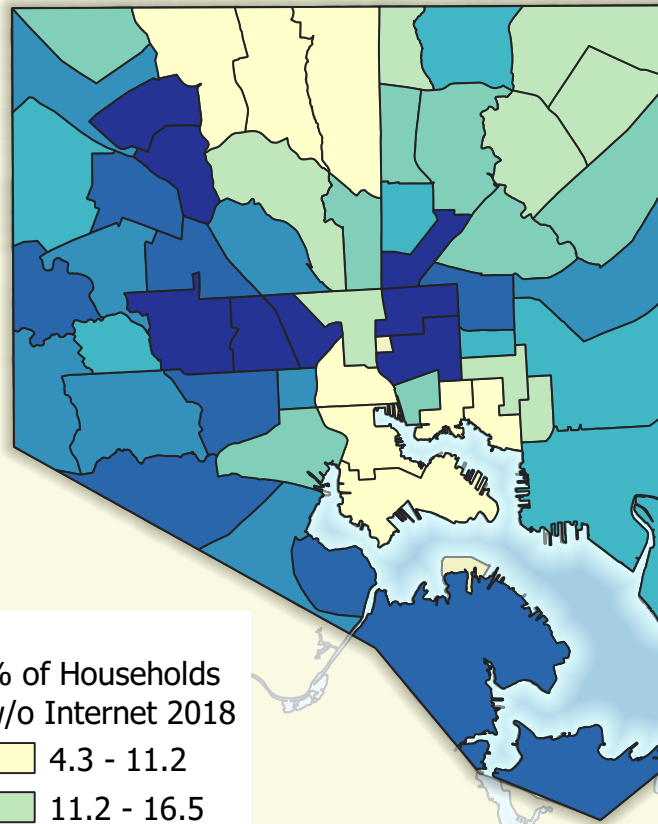 % of Households
w/o Internet 2018
4.3 - 11.2
11.2 - 16.5